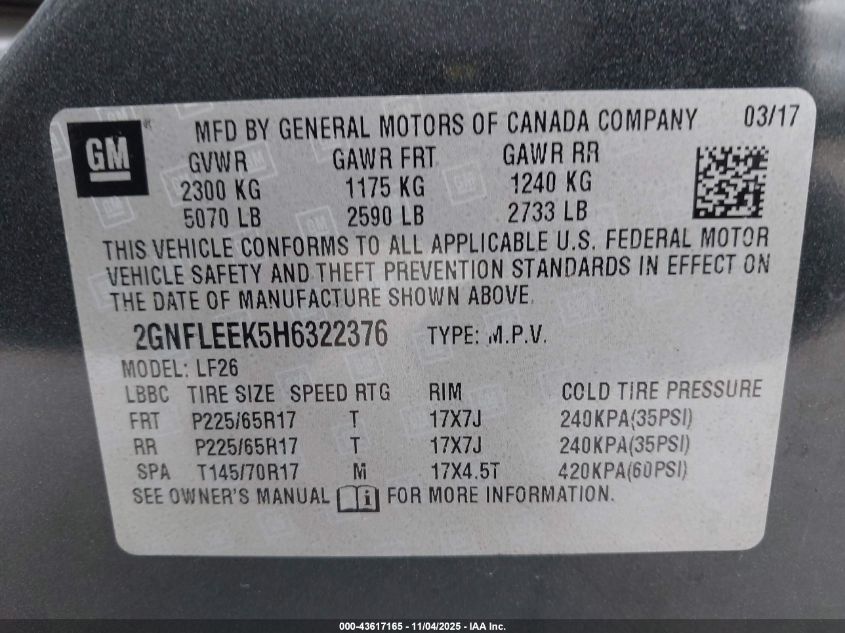 GM
MFD BY GENERAL MOTORS OF CANADA COMPANY 03/17
GVWR GAWR FRT GAWR RR
2300 KG 1175 KG 1240 KG
5070 LB 2590 LB 2733 LB
THIS VEHICLE CONFORMS TO ALL APPLICABLE U.S. FEDERAL MOTOR
VEHICLE SAFETY AND THEFT PREVENTION STANDARDS IN EFFECT ON
THE DATE OF MANUFACTURE SHOWN ABOVE.
2GNFLEEK5H6322376 TYPE: M.P.V.
MODEL: LF26
LBBC TIRE SIZE SPEED RTG RIM COLD TIRE PRESSURE
FRT P225/65R17 T 17X7J 240KPA(35PSI)
RR P225/65R17 T 17X7J 240KPA(35PSI)
SPA T145/70R17 M 17X4.5T 420KPA(60PSI)
SEE OWNER'S MANUAL i FOR MORE INFORMATION.
000-43617165 - 11/04/2025 - IAA Inc.